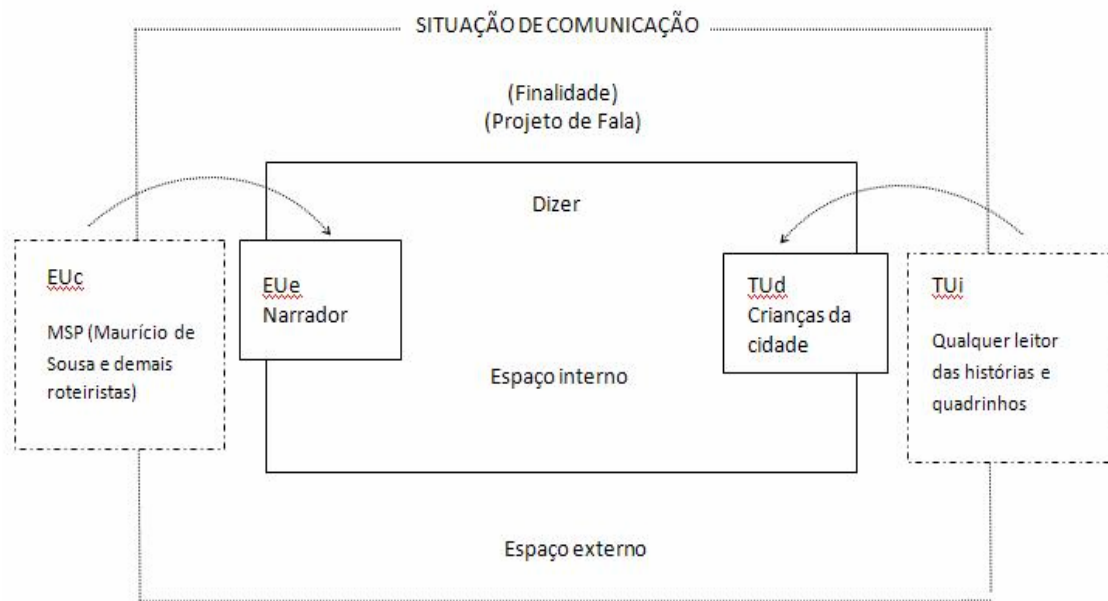 SITUAÇÃO DE COMUNICAÇÃO
(Finalidade)
(Projeto de Fala)
Dizer
EUc
MSP (Maurício de
Sousa e demais
roteiristas)
EUe
Narrador
TUd
Crianças da
cidade
TUi
Qualquer leitor
das histórias e
quadrinhos
Espaço interno
Espaço externo